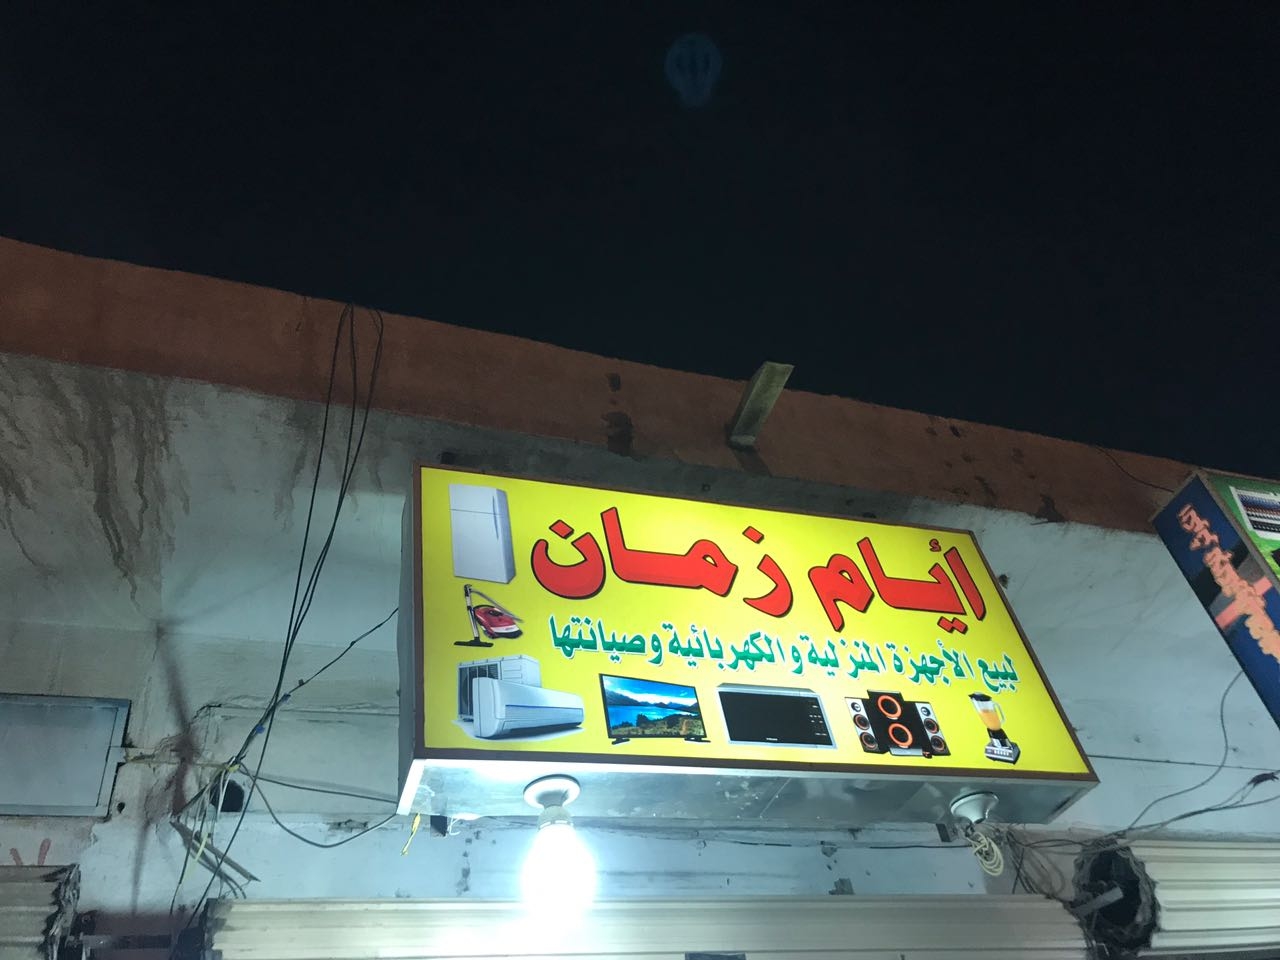 أيام زمان
لبيع الأجهزة المنزلية والكهربائية وصيانتها